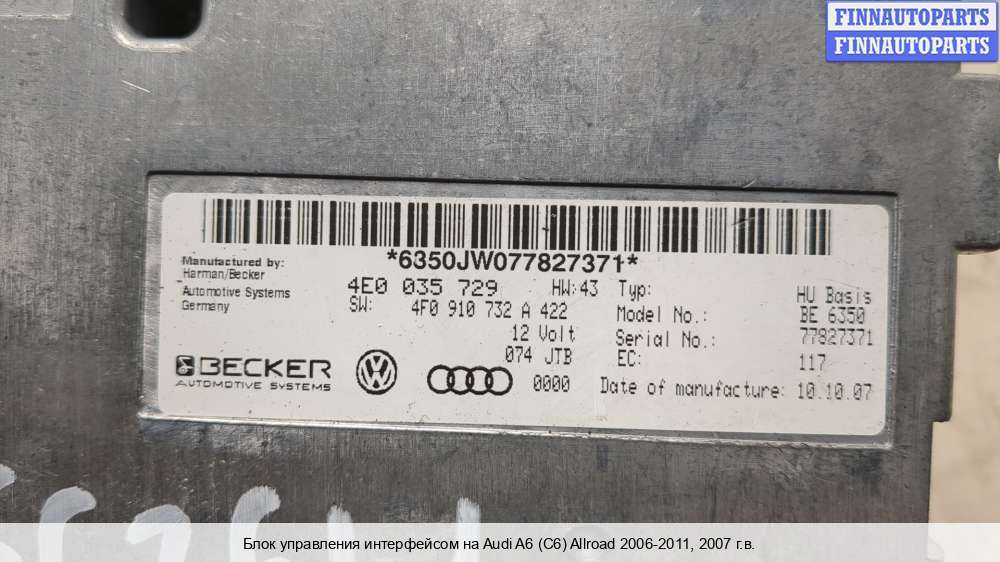 FINNAUTOPARTS
FINNAUTOPARTS
*6350JW077827371*
Manufactured by:
Harman/Becker
Automotive Systems
Germany
4E0 035 729 HW:43
SW: 4F0 910 732 A 422
12 Volt
074 JTB
0000
Typ: HU Basis
Model No.: BE 6350
Serial No.: 77827371
EC: 117
Date of manufacture: 10.10.07
BECKER
AUTOMOTIVE SYSTEMS
Блок управления интерфейсом на Audi A6 (C6) Allroad 2006-2011, 2007 г.в.